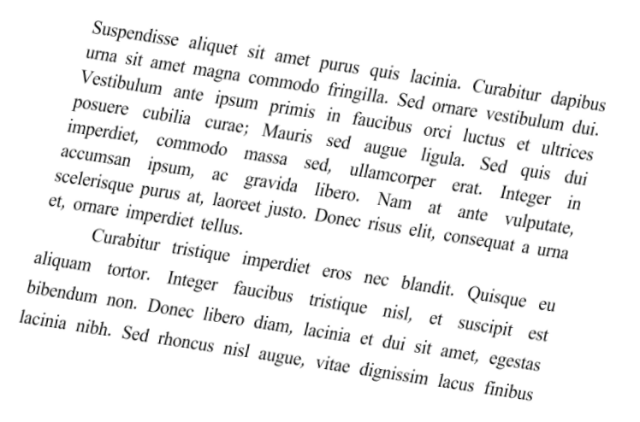 Suspendisse aliquet sit amet purus quis lacinia. Curabitur dapibus
urna sit amet magna commodo fringilla. Sed ornare vestibulum dui.
Vestibulum ante ipsum primis in faucibus orci luctus et ultrices
posuere cubilia curae; Mauris sed augue ligula. Sed quis dui
imperdiet, commodo massa sed, ullamcorper erat. Integer in
accumsan ipsum, ac gravida libero. Nam at ante vulputate,
scelerisque purus at, laoreet justo. Donec risus elit, consequat a urna
et, ornare imperdiet tellus.
Curabitur tristique imperdiet eros nec blandit. Quisque eu
aliquam tortor. Integer faucibus tristique nisl, et suscipit est
bibendum non. Donec libero diam, lacinia et dui sit amet, egestas
lacinia nibh. Sed rhoncus nisl augue, vitae dignissim lacus finibus